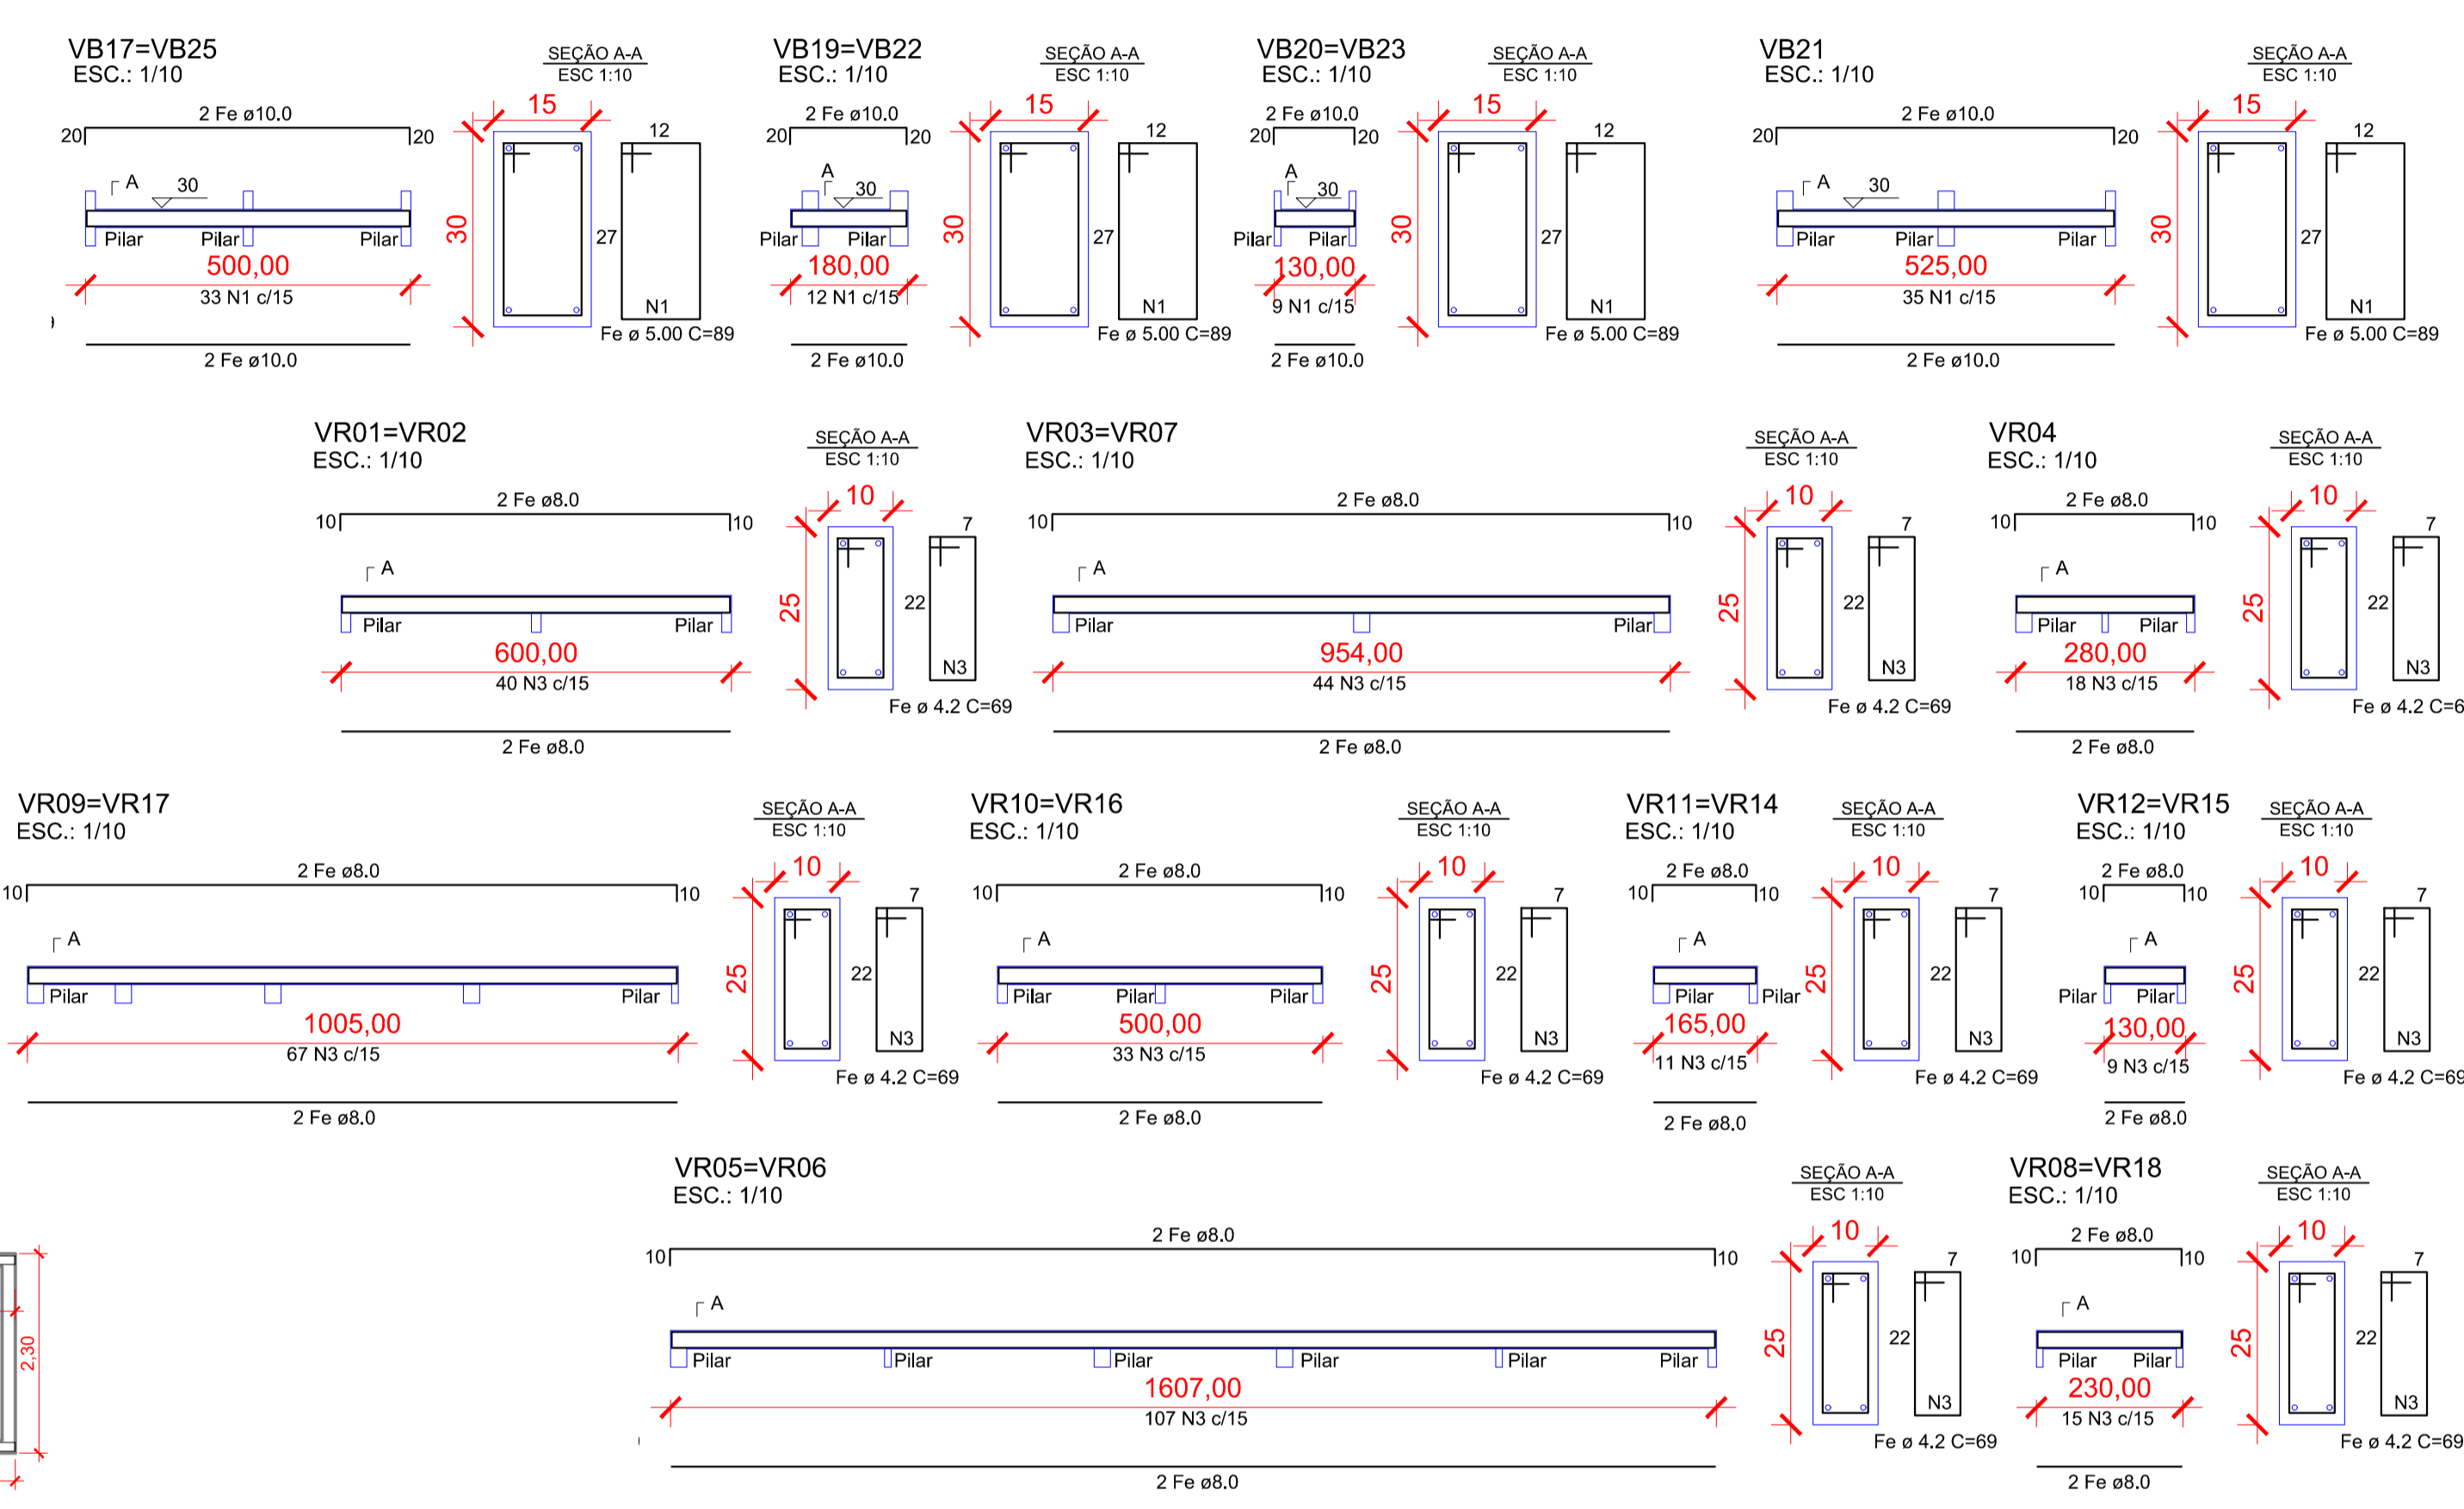 VB17=VB25
ESC.: 1/10
SEÇÃO A-A
ESC 1:10
2 Fe ø10.0
20
20
A
30
Pilar
Pilar
Pilar
500,00
33 N1 c/15
2 Fe ø10.0
15
30
12
27
N1
Fe ø 5.00 C=89
VB19=VB22
ESC.: 1/10
SEÇÃO A-A
ESC 1:10
2 Fe ø10.0
20
20
A
30
Pilar
Pilar
180,00
12 N1 c/15
2 Fe ø10.0
15
30
12
27
N1
Fe ø 5.00 C=89
VB20=VB23
ESC.: 1/10
SEÇÃO A-A
ESC 1:10
2 Fe ø10.0
20
20
A
30
Pilar
Pilar
130,00
9 N1 c/15
2 Fe ø10.0
15
30
12
27
N1
Fe ø 5.00 C=89
VB21
ESC.: 1/10
SEÇÃO A-A
ESC 1:10
2 Fe ø10.0
20
20
A
30
Pilar
Pilar
Pilar
525,00
35 N1 c/15
2 Fe ø10.0
15
30
12
27
N1
Fe ø 5.00 C=89
VR01=VR02
ESC.: 1/10
SEÇÃO A-A
ESC 1:10
2 Fe ø8.0
10
10
A
Pilar
Pilar
600,00
40 N3 c/15
2 Fe ø8.0
10
25
7
22
N3
Fe ø 4.2 C=69
VR03=VR07
ESC.: 1/10
SEÇÃO A-A
ESC 1:10
2 Fe ø8.0
10
10
A
Pilar
Pilar
954,00
44 N3 c/15
2 Fe ø8.0
10
25
7
22
N3
Fe ø 4.2 C=69
VR04
ESC.: 1/10
SEÇÃO A-A
ESC 1:10
2 Fe ø8.0
10
10
A
Pilar
Pilar
280,00
18 N3 c/15
2 Fe ø8.0
10
25
7
22
N3
Fe ø 4.2
VR09=VR17
ESC.: 1/10
SEÇÃO A-A
ESC 1:10
2 Fe ø8.0
10
10
A
Pilar
Pilar
1005,00
67 N3 c/15
2 Fe ø8.0
10
25
7
22
N3
Fe ø 4.2 C=69
VR10=VR16
ESC.: 1/10
SEÇÃO A-A
ESC 1:10
2 Fe ø8.0
10
10
A
Pilar
Pilar
Pilar
500,00
33 N3 c/15
2 Fe ø8.0
10
25
7
22
N3
Fe ø 4.2 C=69
VR11=VR14
ESC.: 1/10
SEÇÃO A-A
ESC 1:10
2 Fe ø8.0
10
10
A
Pilar
Pilar
165,00
11 N3 c/15
2 Fe ø8.0
10
25
7
22
N3
Fe ø 4.2 C=69
VR12=VR15
ESC.: 1/10
SEÇÃO A-A
ESC 1:10
2 Fe ø8.0
10
10
A
Pilar
Pilar
130,00
9 N3 c/15
2 Fe ø8.0
10
25
7
22
N3
Fe ø 4.2 C=69
2,30
VR05=VR06
ESC.: 1/10
SEÇÃO A-A
ESC 1:10
2 Fe ø8.0
10
10
A
Pilar
Pilar
Pilar
Pilar
Pilar
Pilar
1607,00
107 N3 c/15
2 Fe ø8.0
10
25
7
22
N3
Fe ø 4.2 C=69
VR08=VR18
ESC.: 1/10
SEÇÃO A-A
ESC 1:10
2 Fe ø8.0
10
10
A
Pilar
Pilar
230,00
15 N3 c/15
2 Fe ø8.0
10
25
7
22
N3
Fe ø 4.2 C=69